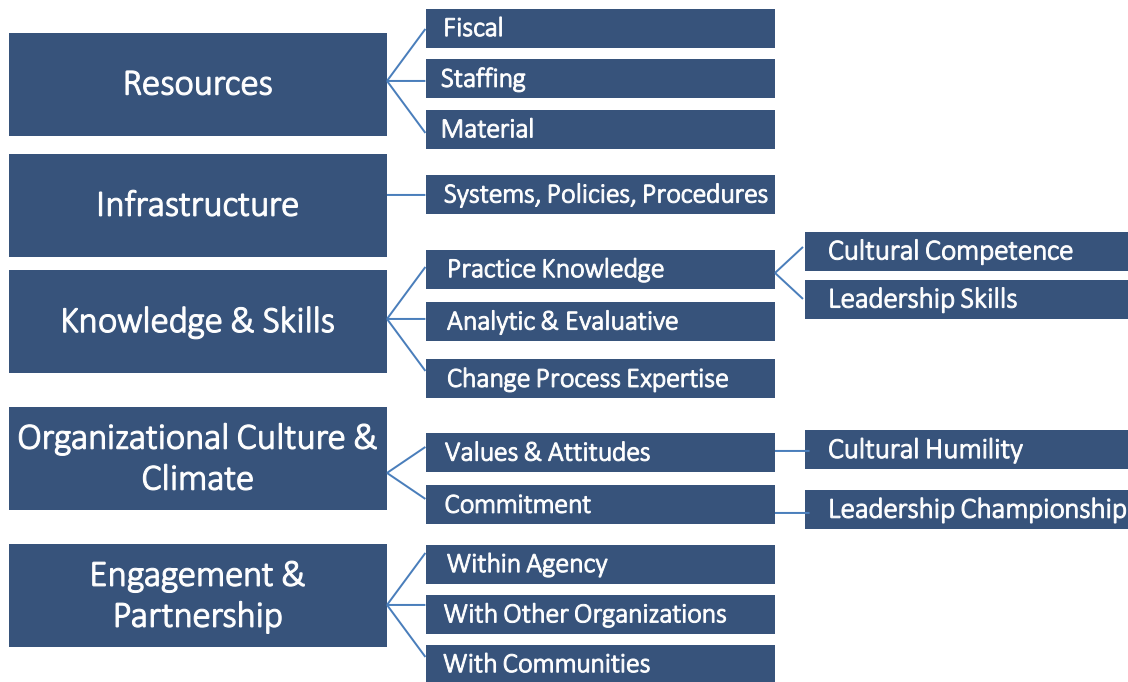 Resources
Fiscal
Staffing
Material
Infrastructure
Systems, Policies, Procedures
Knowledge & Skills
Practice Knowledge
Cultural Competence
Leadership Skills
Analytic & Evaluative
Change Process Expertise
Organizational Culture &
Climate
Values & Attitudes
Cultural Humility
Commitment
Leadership Championship
Engagement &
Partnership
Within Agency
With Other Organizations
With Communities